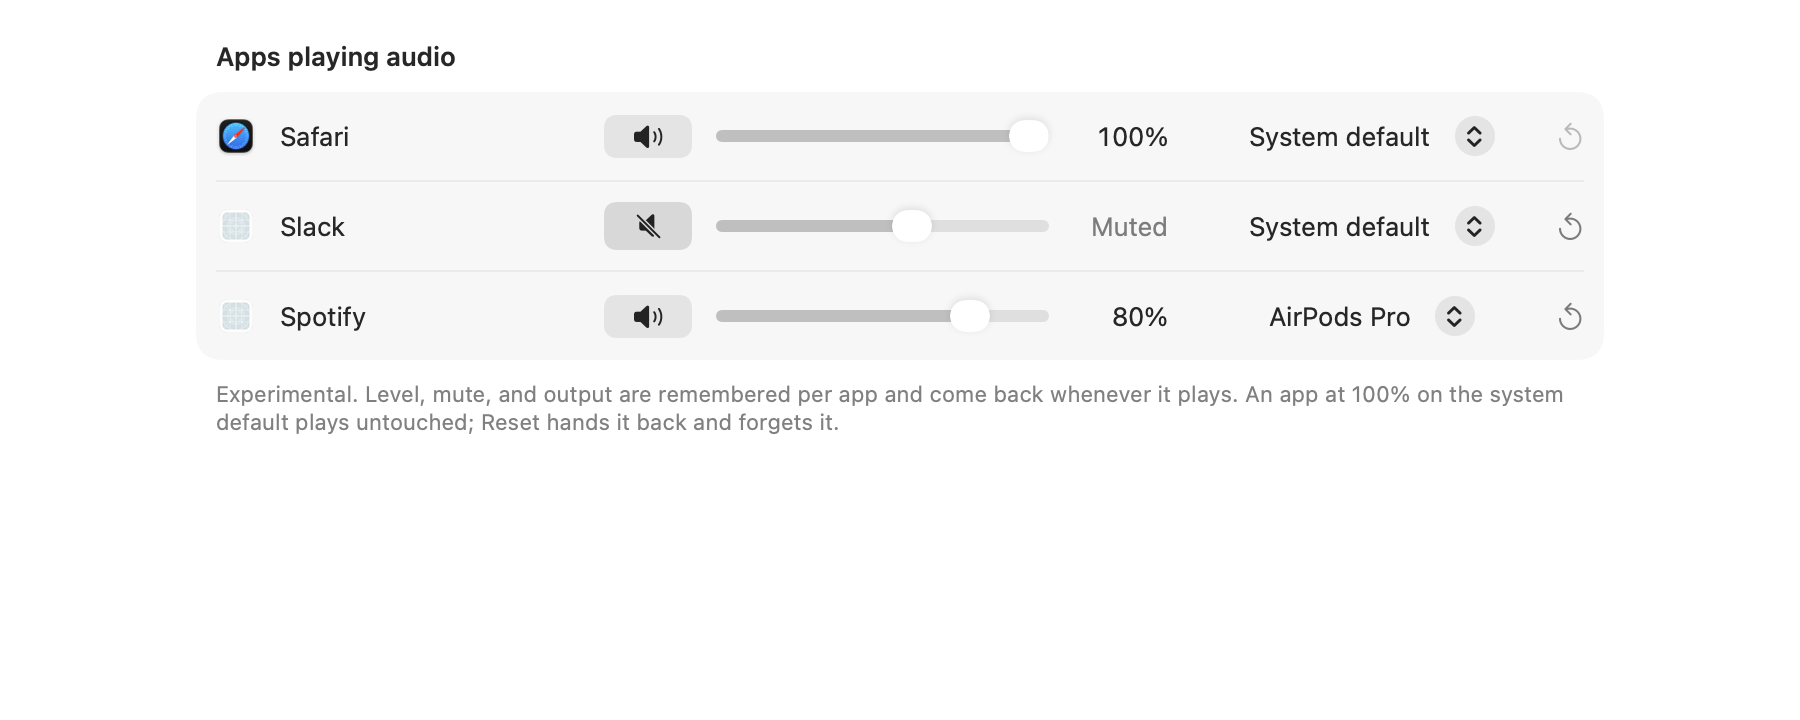 Apps playing audio
Safari 100% System default
Slack Muted System default
Spotify 80% AirPods Pro
Experimental. Level, mute, and output are remembered per app and come back whenever it plays. An app at 100% on the system
default plays untouched; Reset hands it back and forgets it.